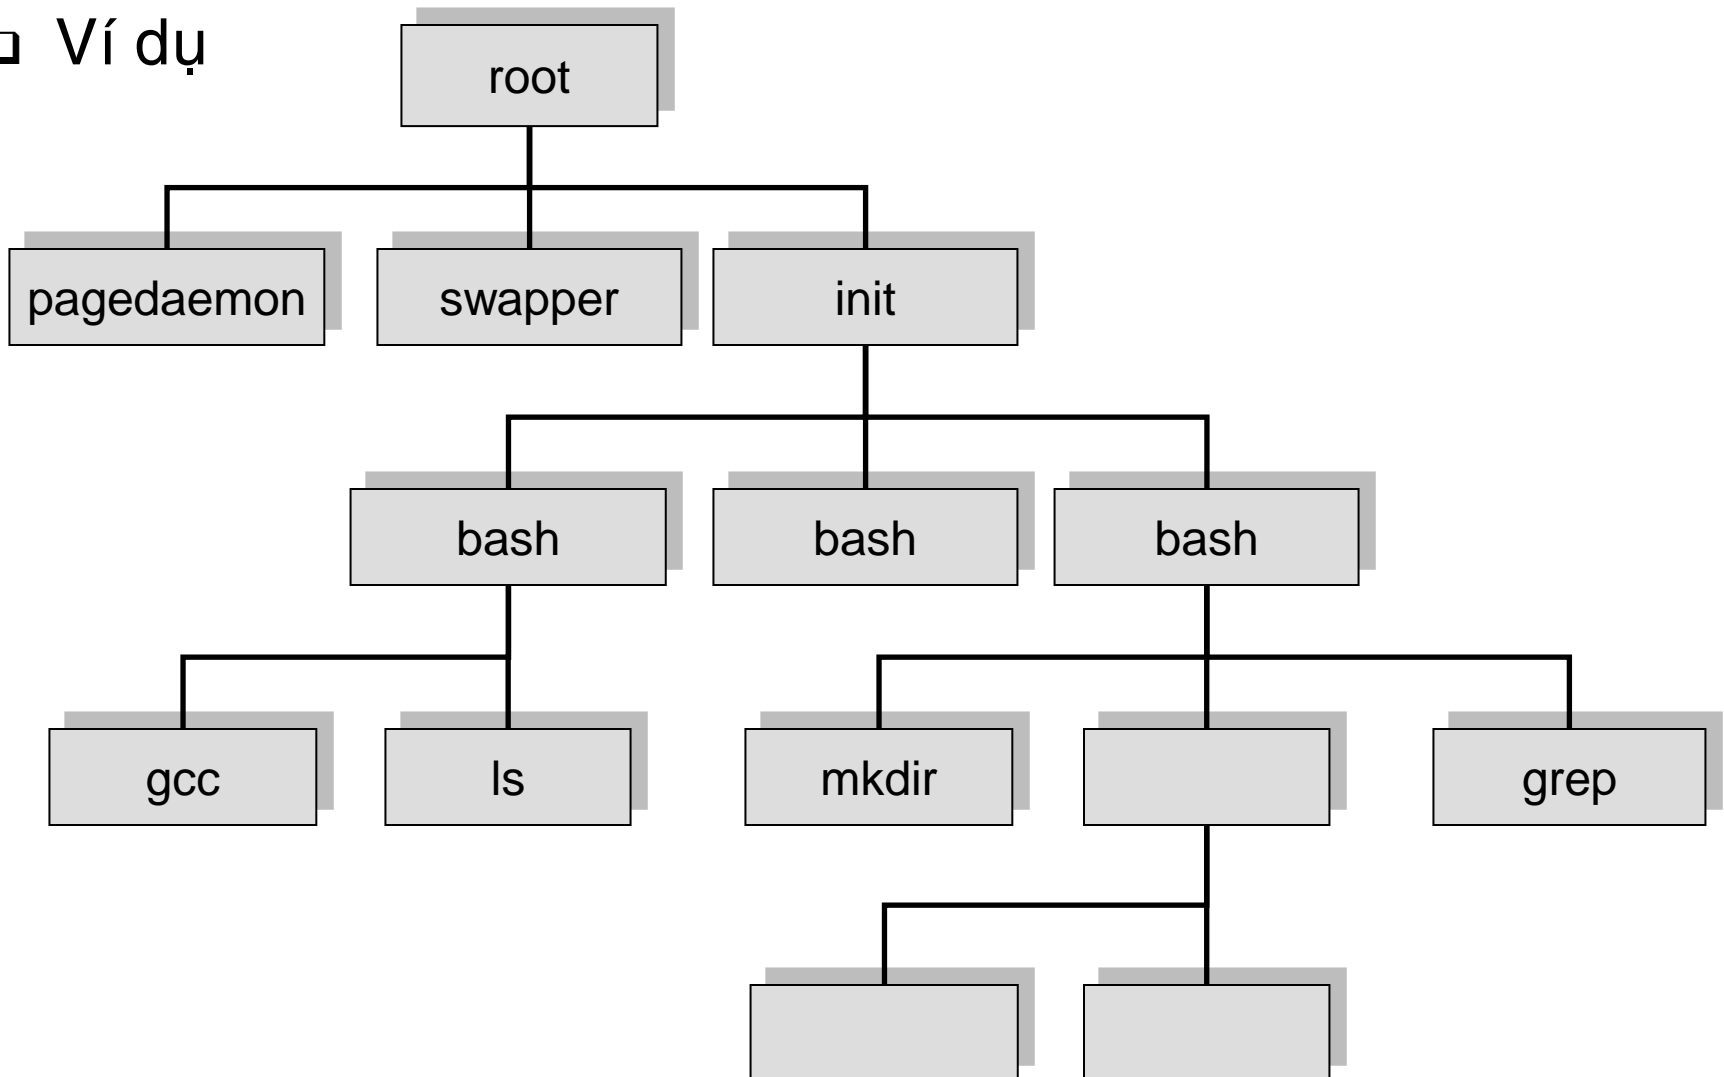 Ví dụ
root
pagedaemon
swapper
init
bash
bash
bash
gcc
ls
mkdir
grep